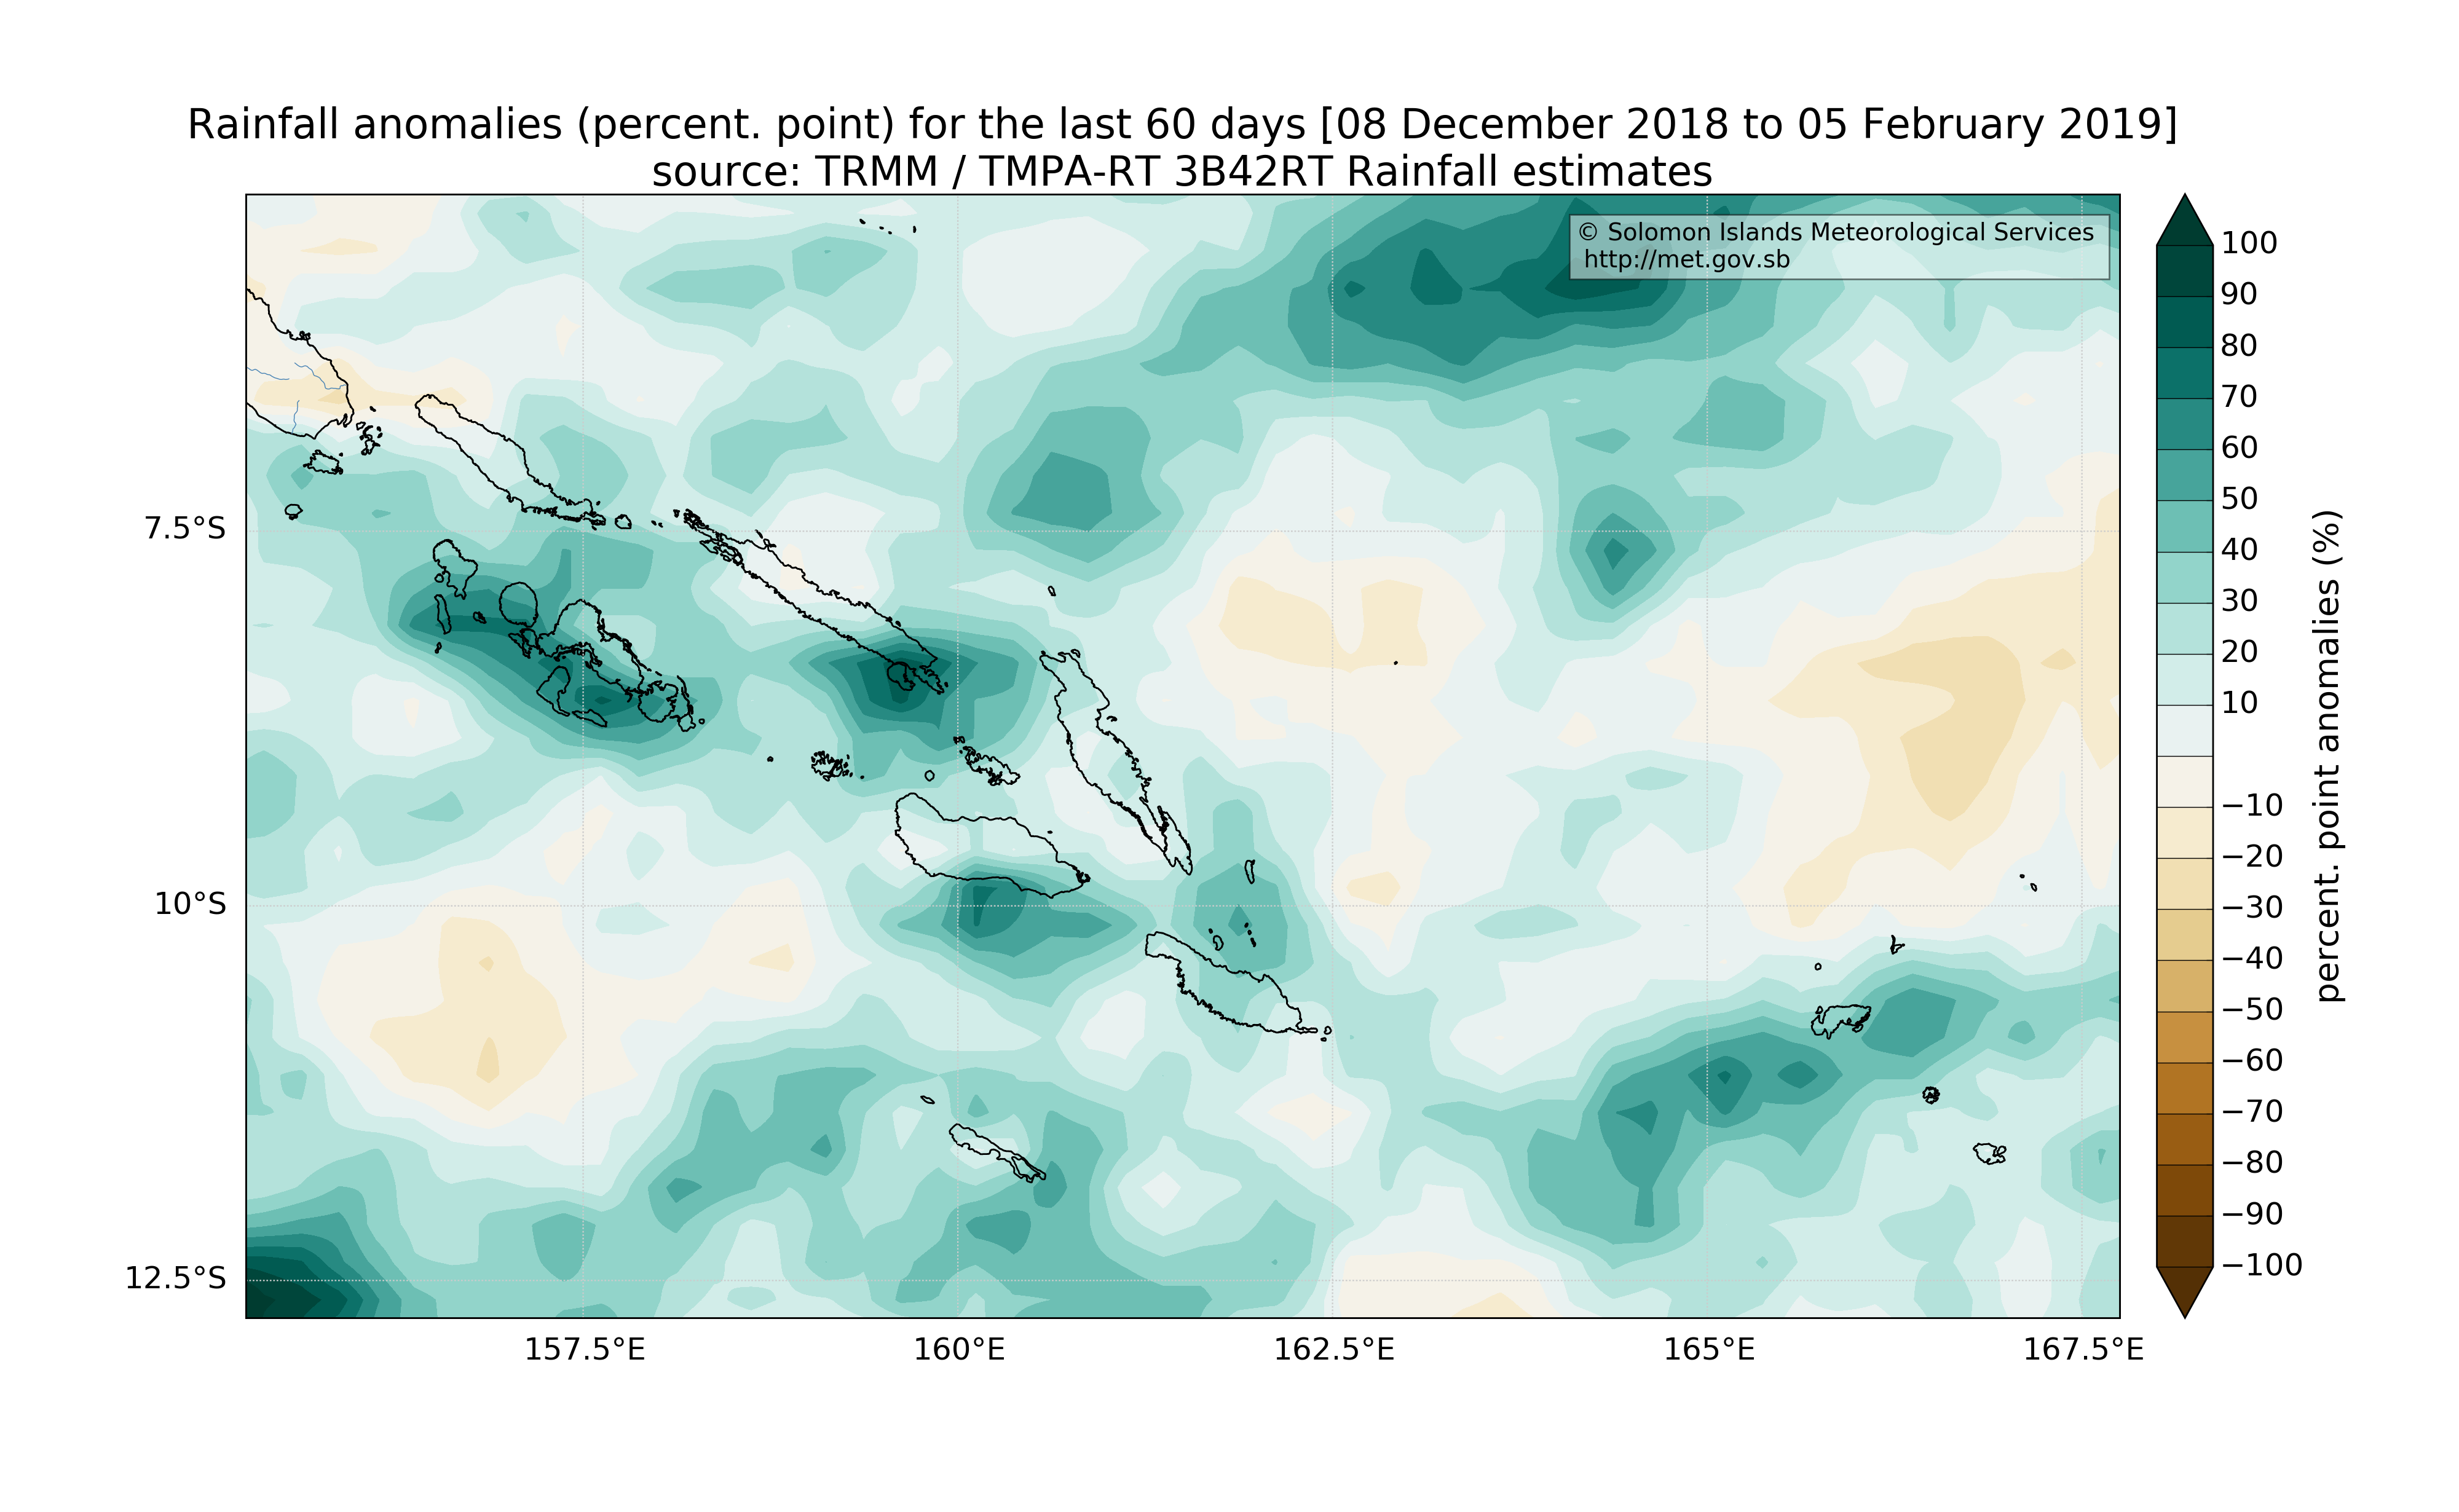 Rainfall anomalies (percent. point) for the last 60 days [08 December 2018 to 05 February 2019]
source: TRMM / TMPA-RT 3B42RT Rainfall estimates
© Solomon Islands Meteorological Services
http://met.gov.sb
7.5°S
10°S
12.5°S
157.5°E
160°E
162.5°E
165°E
167.5°E
100
90
80
70
60
50
40
30
20
10
−10
−20
−30
−40
−50
−60
−70
−80
−90
−100
percent. point anomalies (%)